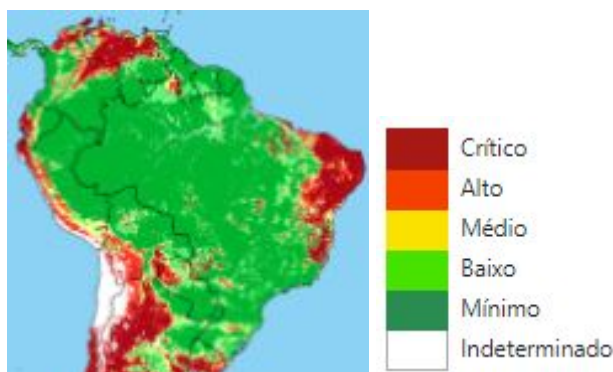 Crítico
Alto
Médio
Baixo
Mínimo
Indeterminado